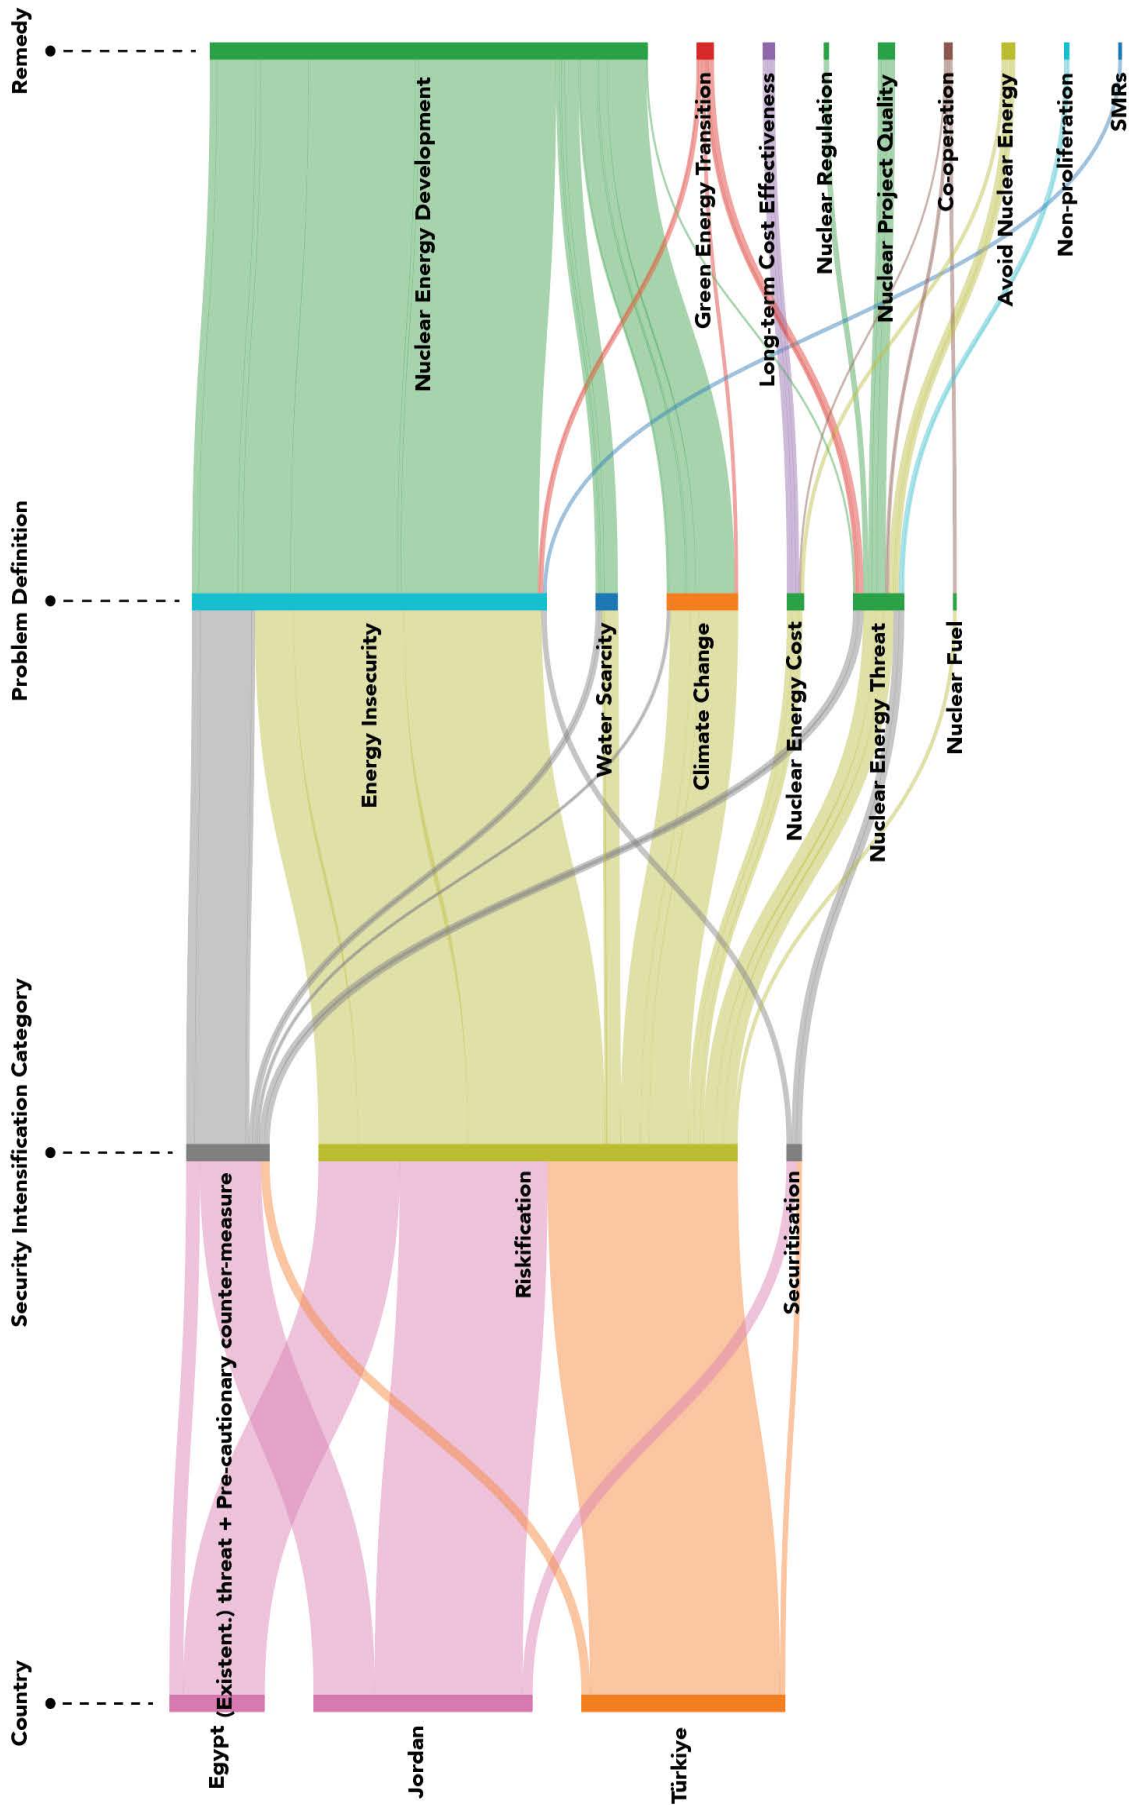 Country
Security Intensification Category
Problem Definition
Remedy
Egypt
Jordan
Türkiye
(Existent.) threat + Pre-cautionary counter-measure
Riskification
Securitisation
Energy Insecurity
Water Scarcity
Climate Change
Nuclear Energy Cost
Nuclear Energy Threat
Nuclear Fuel
Nuclear Energy Development
Green Energy Transition
Long-term Cost Effectiveness
Nuclear Regulation
Nuclear Project Quality
Co-operation
Avoid Nuclear Energy
Non-proliferation
SMRs